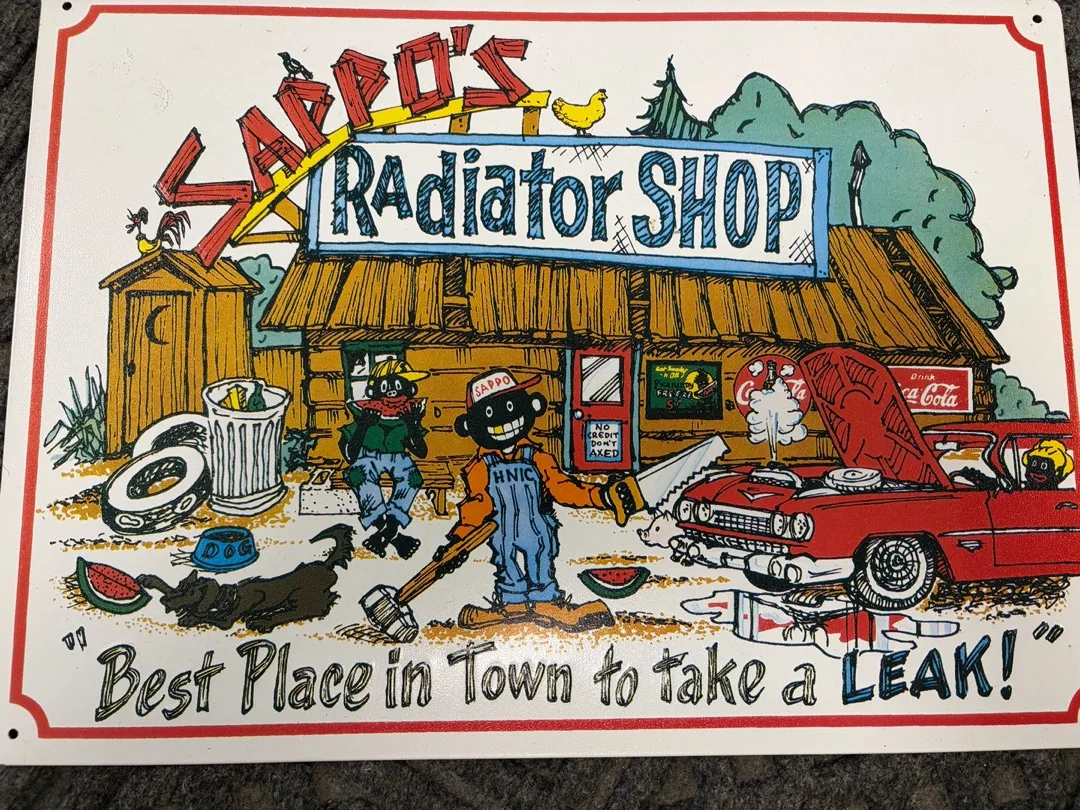 SAPPO'S
RAdiator SHOP
SAPPO
HNIC
NO
CREDIT
DON'T
AXED
Drink
Coca-Cola
DOG
"Best Place in Town to take a LEAK!"